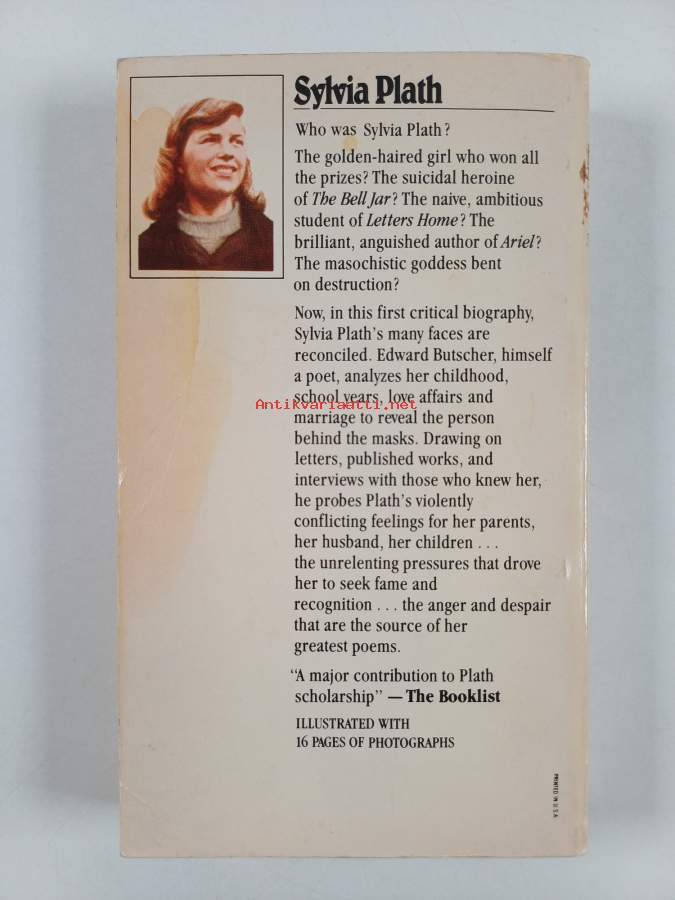 Sylvia Plath
Who was Sylvia Plath?
The golden-haired girl who won all
the prizes? The suicidal heroine
of The Bell Jar? The naive, ambitious
student of Letters Home? The
brilliant, anguished author of Ariel?
The masochistic goddess bent
on destruction?
Now, in this first critical biography,
Sylvia Plath's many faces are
reconciled. Edward Butscher, himself
a poet, analyzes her childhood,
school years, love affairs and
Antikvariaatti.net
marriage to reveal the person
behind the masks. Drawing on
letters, published works, and
interviews with those who knew her,
he probes Plath's violently
conflicting feelings for her parents,
her husband, her children . . .
the unrelenting pressures that drove
her to seek fame and
recognition . . . the anger and despair
that are the source of her
greatest poems.
"A major contribution to Plath
scholarship" — The Booklist
ILLUSTRATED WITH
16 PAGES OF PHOTOGRAPHS
PRINTED IN U.S.A.